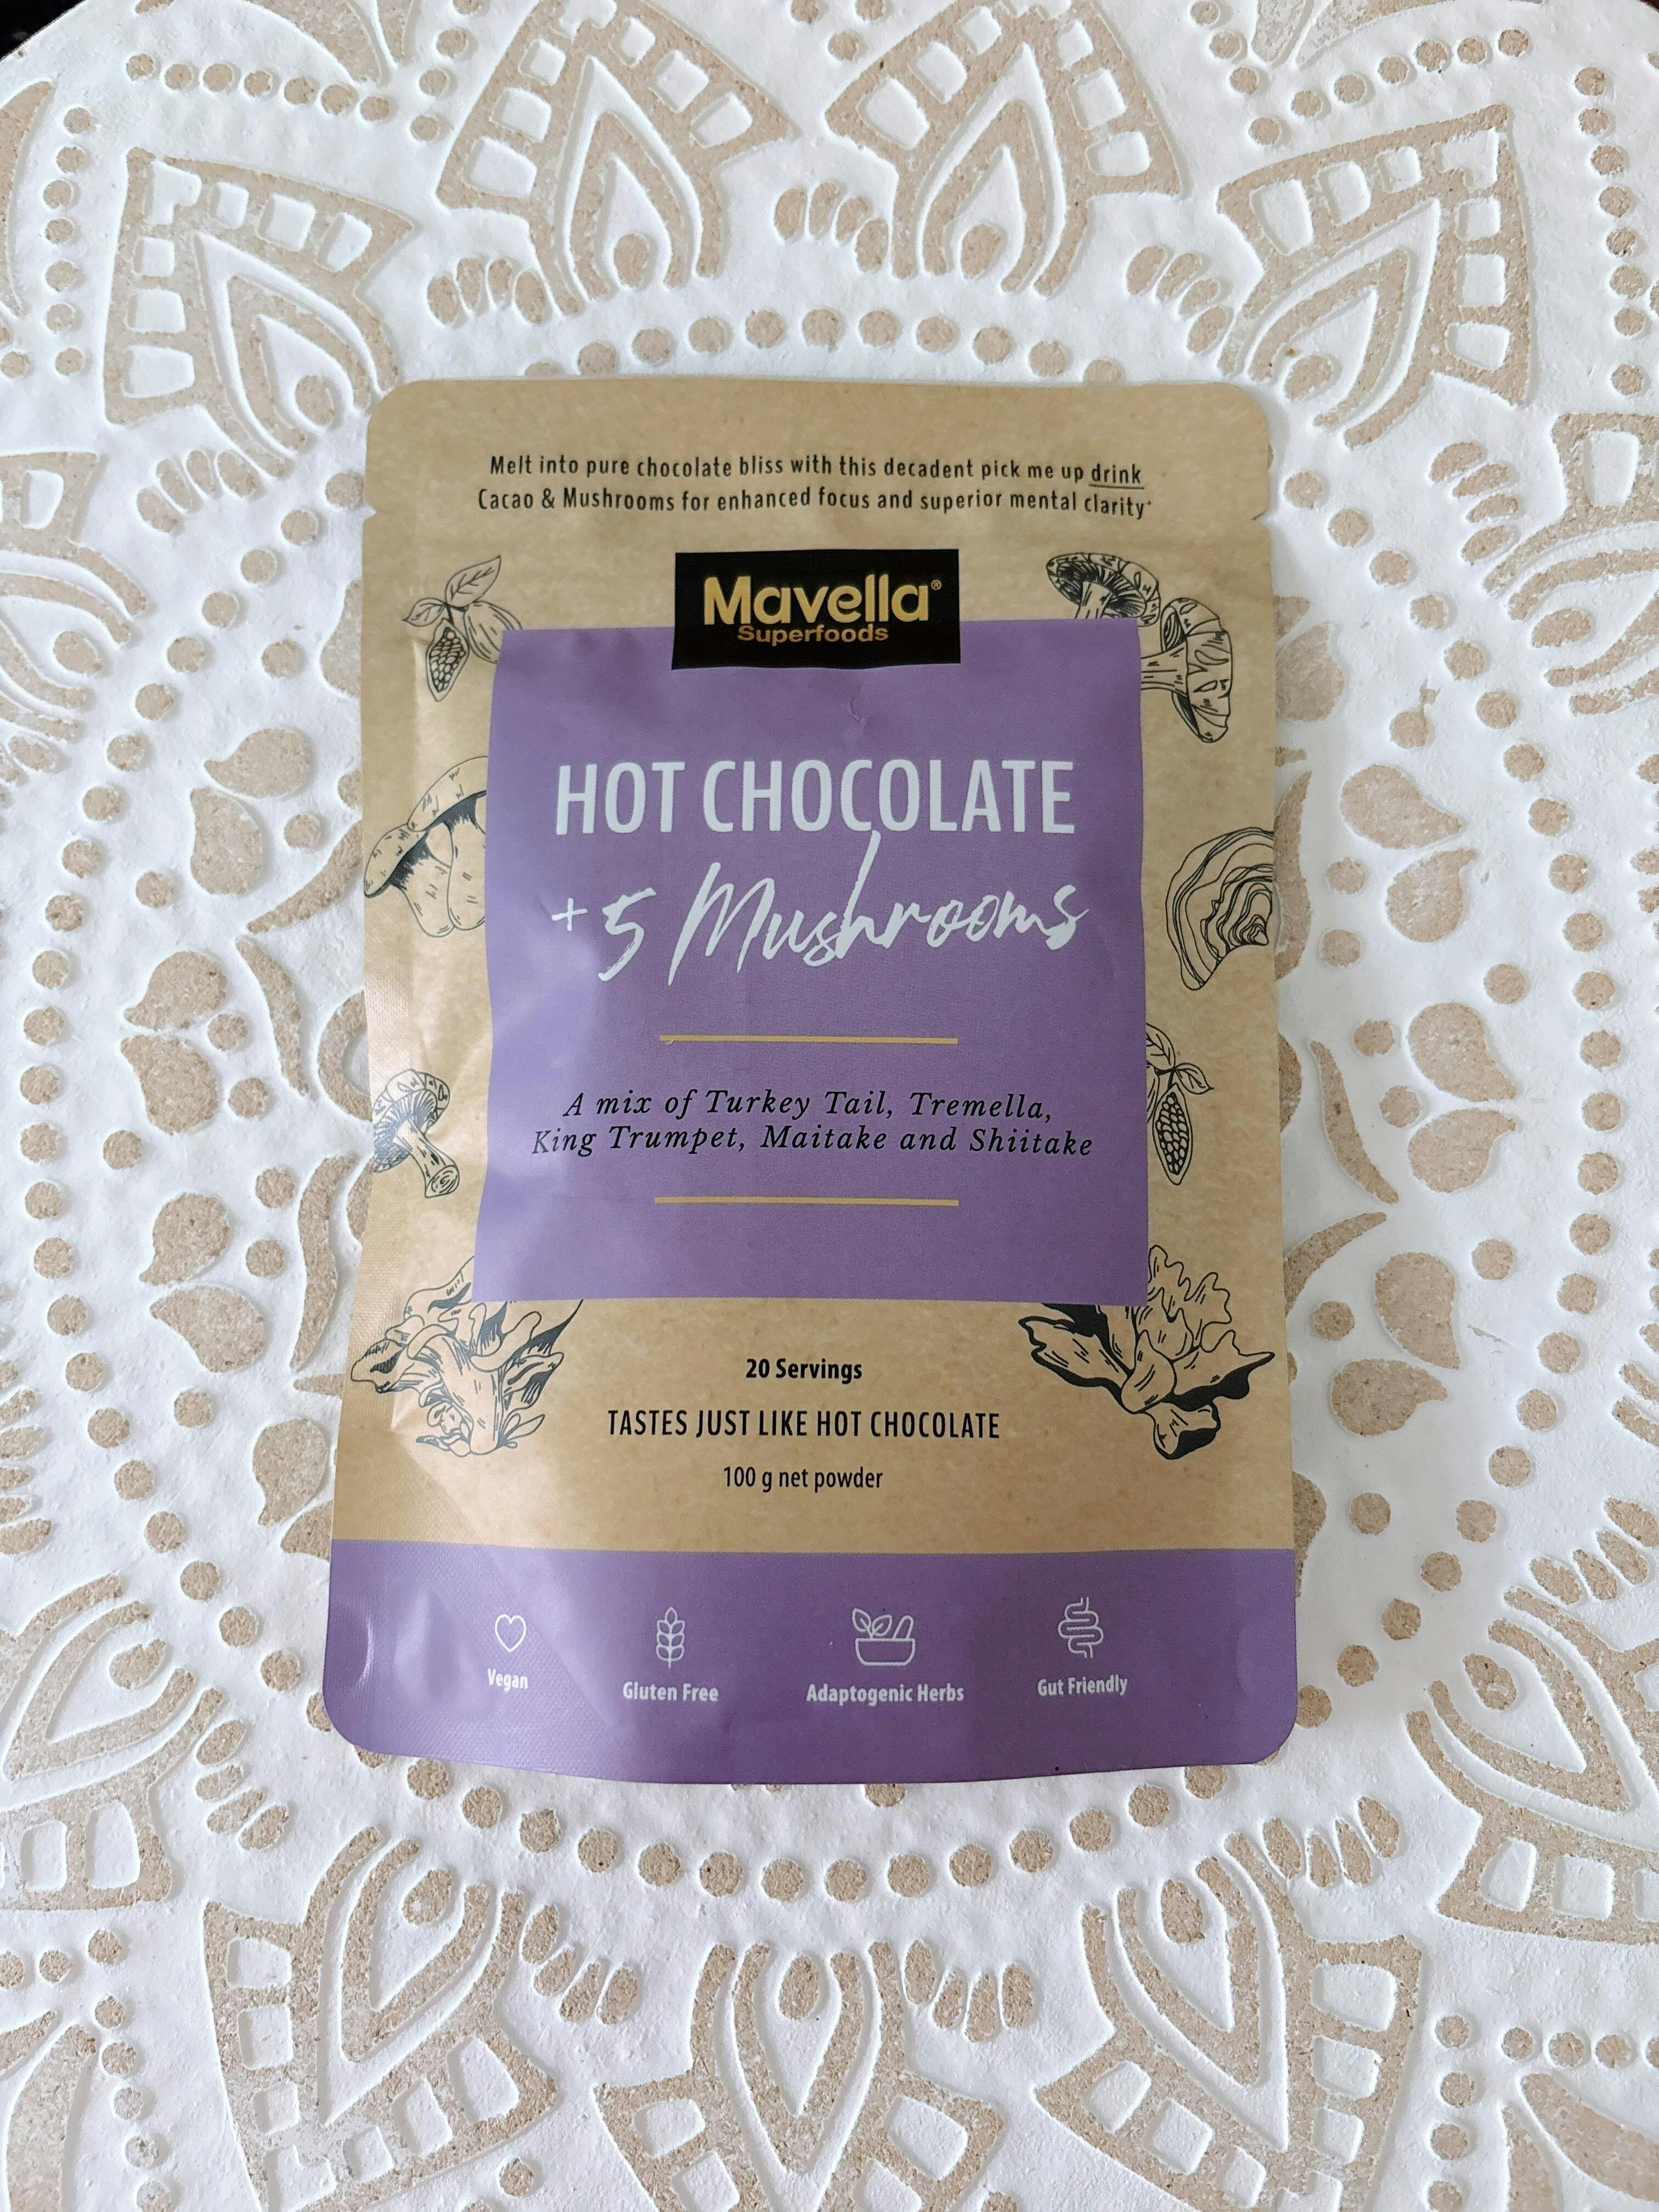 Melt into pure chocolate bliss with this decadent pick me up drink
Cacao & Mushrooms for enhanced focus and superior mental clarity*
Mavella®
Superfoods
HOT CHOCOLATE
+5 Mushrooms
A mix of Turkey Tail, Tremella,
King Trumpet, Maitake and Shiitake
20 Servings
TASTES JUST LIKE HOT CHOCOLATE
100 g net powder
Vegan
Gluten Free
Adaptogenic Herbs
Gut Friendly